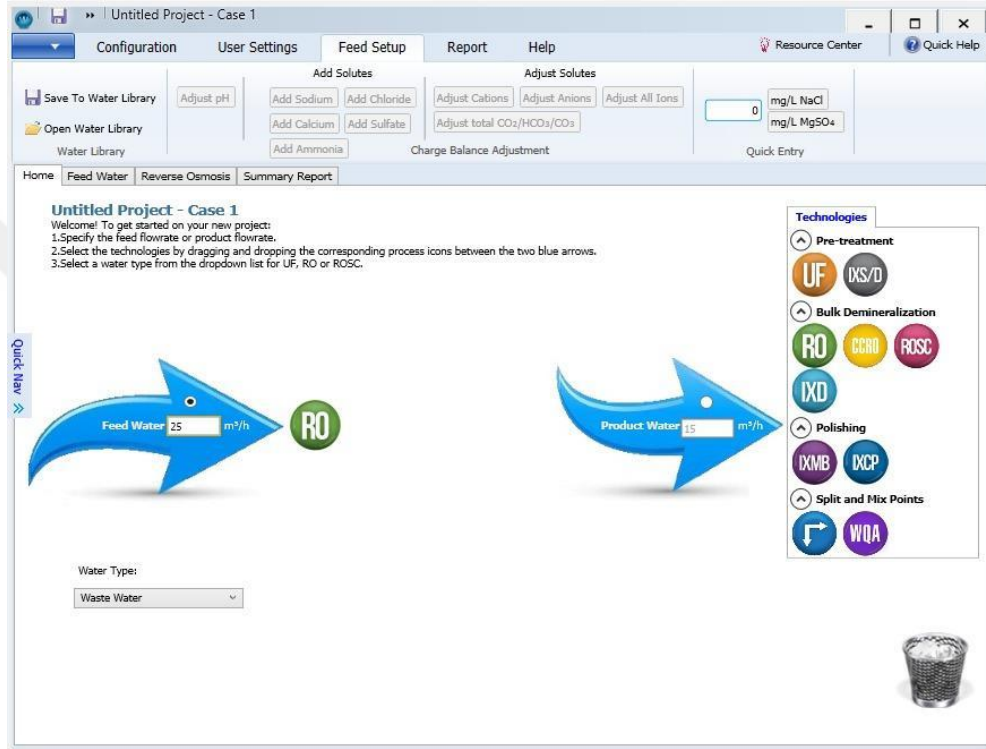 Untitled Project - Case 1
Configuration User Settings Feed Setup Report Help Resource Center Quick Help
Add Solutes Adjust Solutes
Save To Water Library Adjust pH Add Sodium Add Chloride Adjust Cations Adjust Anions Adjust All Ions 0 mg/L NaCl
Open Water Library Add Calcium Add Sulfate Adjust total CO₂/HCO₃/CO₃ mg/L MgSO₄
Add Ammonia
Water Library Charge Balance Adjustment Quick Entry
Home Feed Water Reverse Osmosis Summary Report
Untitled Project - Case 1
Welcome! To get started on your new project:
1.Specify the feed flowrate or product flowrate.
2.Select the technologies by dragging and dropping the corresponding process icons between the two blue arrows.
3.Select a water type from the dropdown list for UF, RO or ROSC.
Quick Nav
Feed Water 25 m³/h
RO
Product Water 15 m³/h
Water Type:
Waste Water
Technologies
Pre-treatment
UF IXS/D
Bulk Demineralization
RO CCRO ROSC
IXD
Polishing
IXMB IXCP
Split and Mix Points
WQA